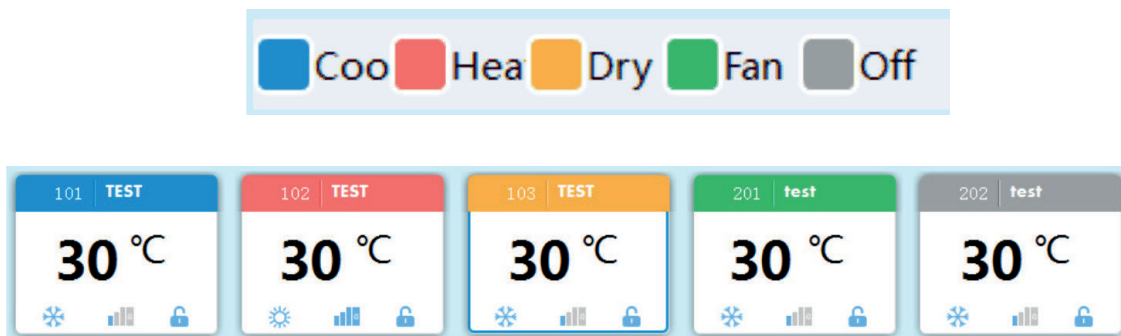 Coo Hea Dry Fan Off
101 TEST 102 TEST 103 TEST 201 test 202 test
30 °C 30 °C 30 °C 30 °C 30 °C